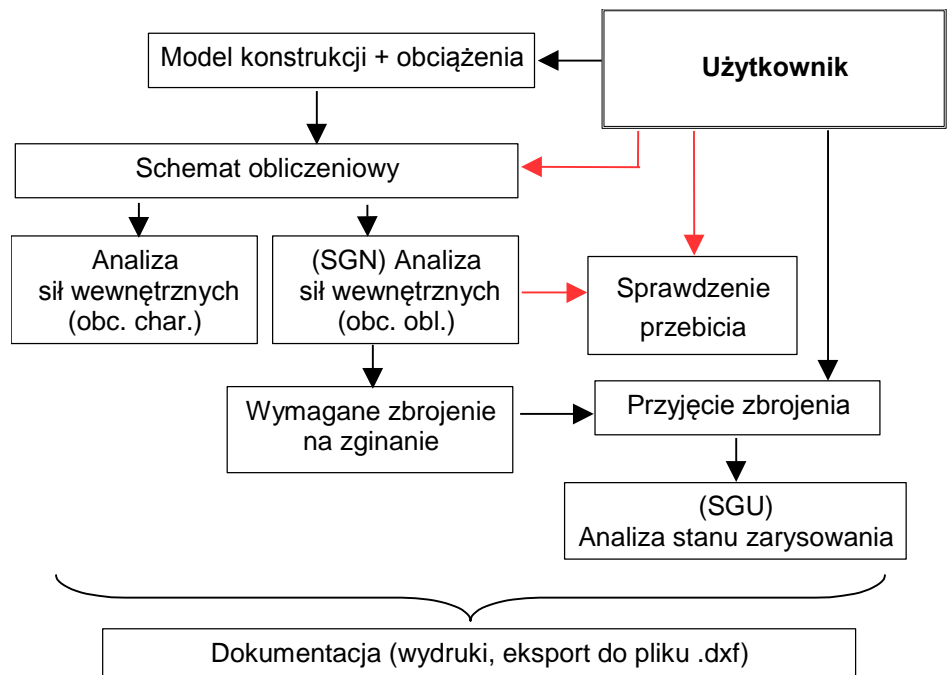 Model konstrukcji + obciążenia
Użytkownik
Schemat obliczeniowy
Analiza
sił wewnętrznych
(obc. char.)
(SGN) Analiza
sił wewnętrznych
(obc. obl.)
Sprawdzenie
przebicia
Wymagane zbrojenie
na zginanie
Przyjęcie zbrojenia
(SGU)
Analiza stanu zarysowania
Dokumentacja (wydruki, eksport do pliku .dxf)